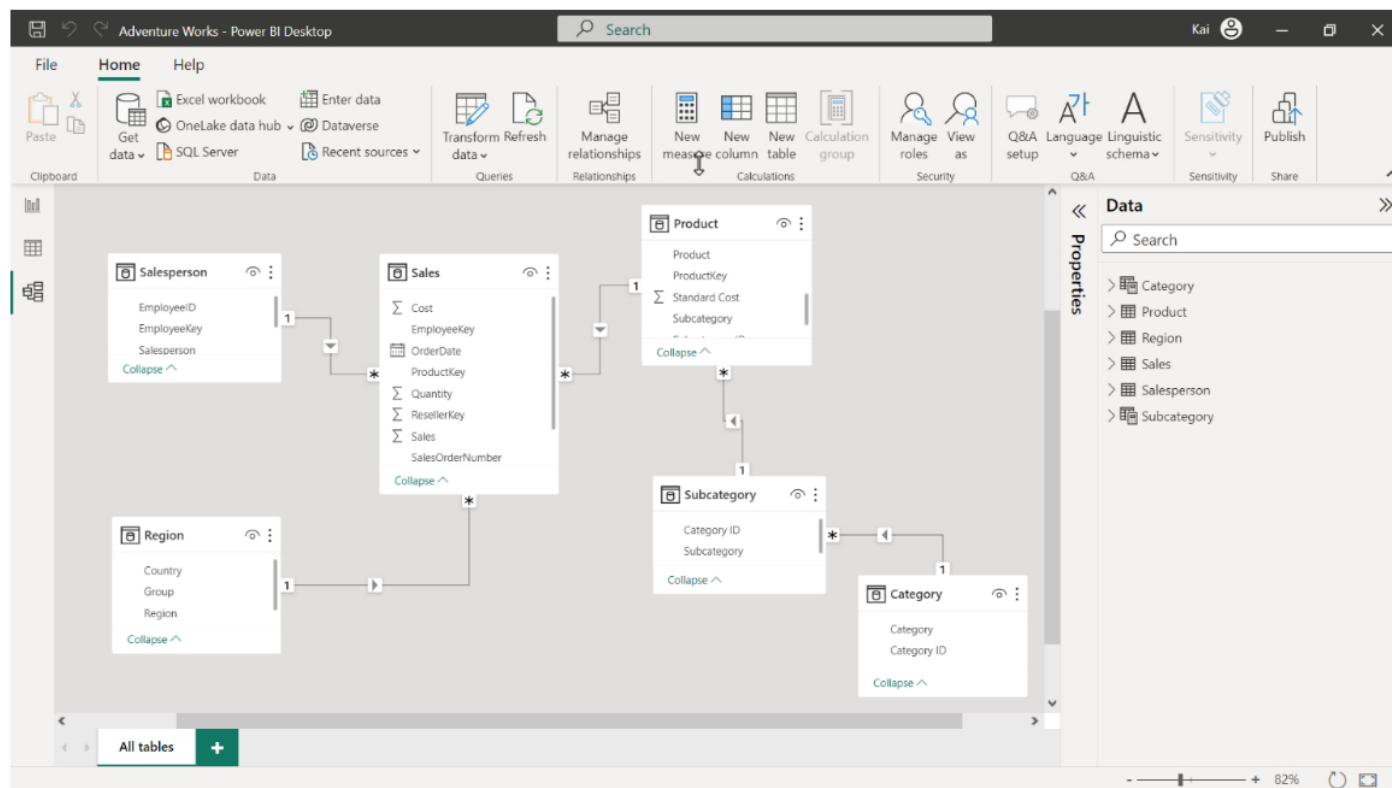 Adventure Works - Power BI Desktop
Search
Kai
File Home Help
Paste
Clipboard
Get data
Excel workbook
OneLake data hub
SQL Server
Enter data
Dataverse
Recent sources
Data
Transform data
Refresh
Queries
Manage relationships
Relationships
New measure
New column
New table
Calculation group
Calculations
Manage roles
View as
Security
Q&A setup
Language
Linguistic schema
Q&A
Sensitivity
Sensitivity
Publish
Share
Salesperson
EmployeeID
EmployeeKey
Salesperson
Collapse
1
*
Sales
Cost
EmployeeKey
OrderDate
ProductKey
Quantity
ResellerKey
Sales
SalesOrderNumber
Collapse
*
*
1
Product
Product
ProductKey
Standard Cost
Subcategory
Collapse
*
1
Region
Country
Group
Region
Collapse
1
Subcategory
Category ID
Subcategory
Collapse
*
1
Category
Category
Category ID
Collapse
Properties
Data
Search
Category
Product
Region
Sales
Salesperson
Subcategory
All tables
+
- + 82%